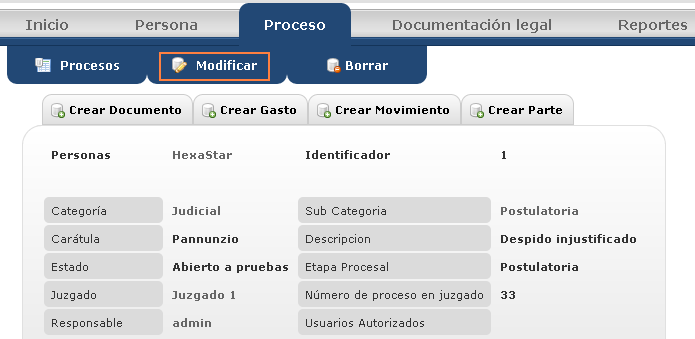 Inicio Persona Proceso Documentación legal Reportes
Procesos Modificar Borrar
Crear Documento Crear Gasto Crear Movimiento Crear Parte
Personas HexaStar Identificador 1
Categoría Judicial Sub Categoria Postulatoria
Carátula Pannunzio Descripcion Despido injustificado
Estado Abierto a pruebas Etapa Procesal Postulatoria
Juzgado Juzgado 1 Número de proceso en juzgado 33
Responsable admin Usuarios Autorizados